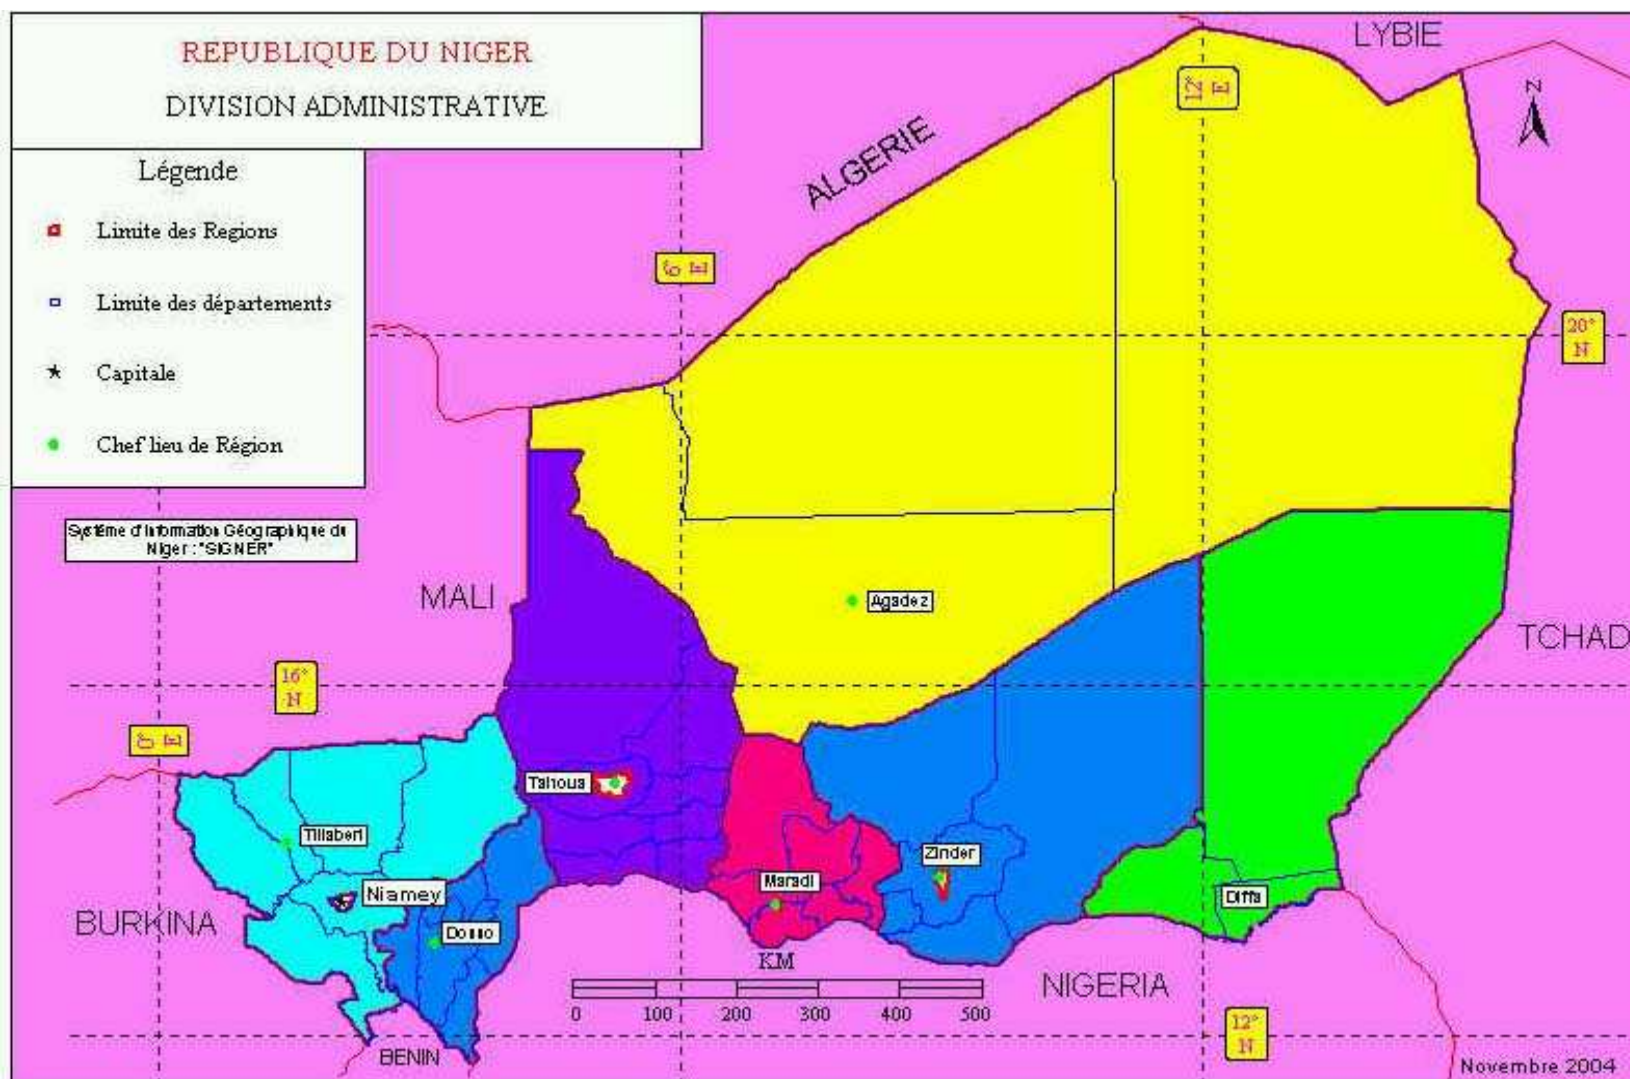 REPUBLIQUE DU NIGER
DIVISION ADMINISTRATIVE
Légende
Limite des Regions
Limite des départements
Capitale
Chef lieu de Région
Système d'Information Géographique du
Niger : "SIGNER"
LYBIE
ALGERIE
MALI
TCHAD
BURKINA
NIGERIA
BENIN
12°
E
6°
E
20°
N
16°
N
0°
E
12°
N
Agadez
Tahoua
Tillaberi
Niamey
Dosso
Maradi
Zinder
Diffa
KM
0 100 200 300 400 500
N
Novembre 2004